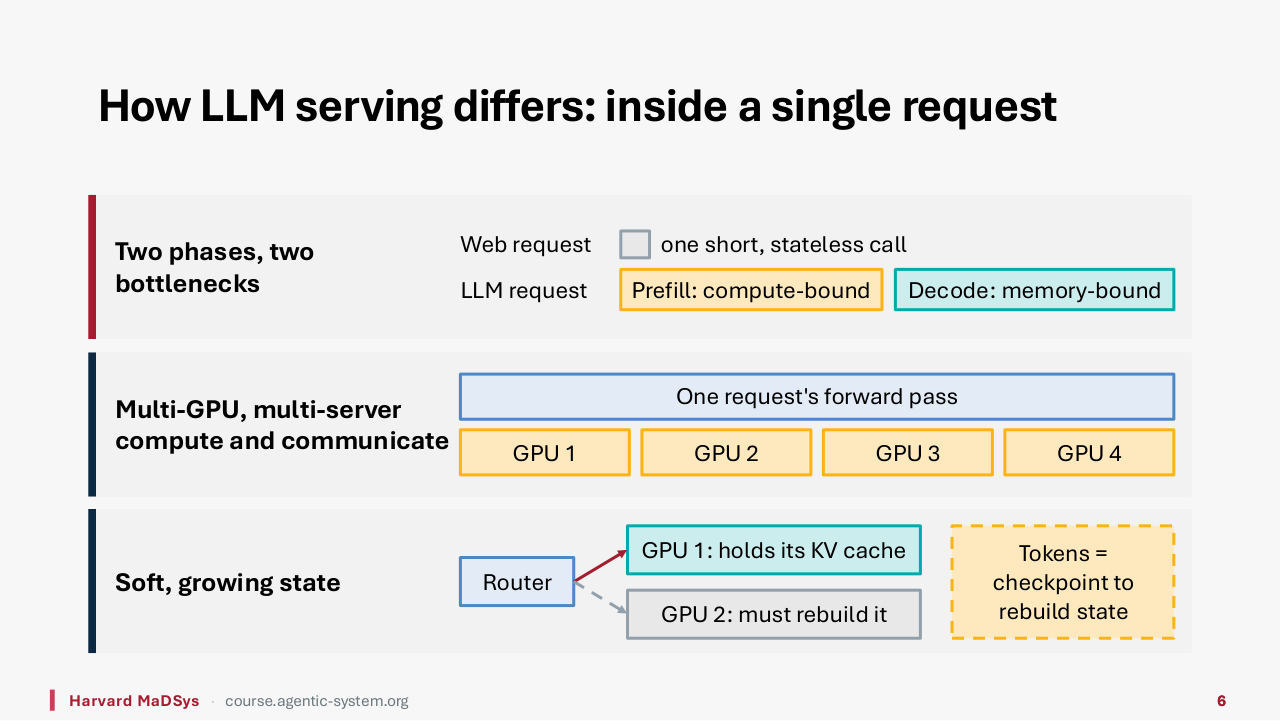 How LLM serving differs: inside a single request
Two phases, two
bottlenecks
Web request
one short, stateless call
LLM request
Prefill: compute-bound
Decode: memory-bound
Multi-GPU, multi-server
compute and communicate
One request's forward pass
GPU 1
GPU 2
GPU 3
GPU 4
Soft, growing state
Router
GPU 1: holds its KV cache
GPU 2: must rebuild it
Tokens =
checkpoint to
rebuild state
Harvard MaDSys · course.agentic-system.org
6